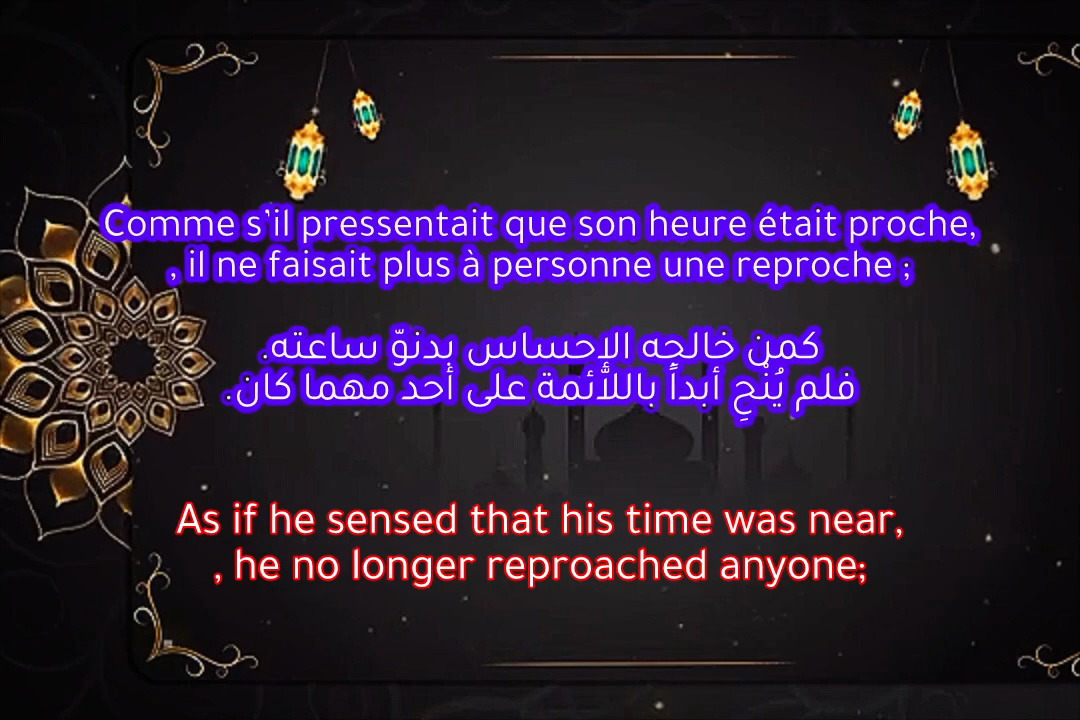 Comme s'il pressentait que son heure était proche,
, il ne faisait plus à personne une reproche ;
كمن خالجه الإحساس بدنوّ ساعته.
فلم يُنْحِ أبداً باللاَّئمة على أحد مهما كان.
As if he sensed that his time was near,
, he no longer reproached anyone;